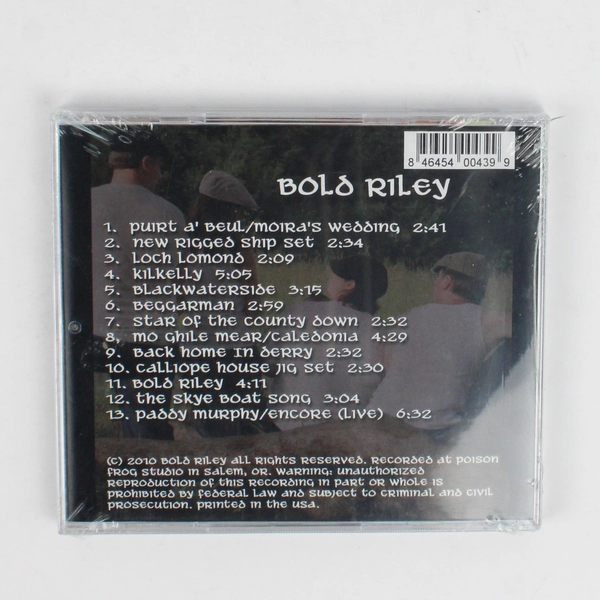 8 46454 00439 9
Bold Riley
1. Puirt a' Beul/Moira's Wedding 2:41
2. New Rigged Ship Set 2:34
3. Loch Lomond 2:09
4. Kilkelly 5:05
5. Blackwaterside 3:15
6. Beggarman 2:59
7. Star of the County Down 2:32
8, Mo Ghile Mear/Caledonia 4:29
9. Back Home In Derry 2:32
10. Calliope House Jig Set 2:30
11. Bold Riley 4:11
12. The Skye Boat Song 3:04
13. Paddy Murphy/Encore (Live) 6:32
(c) 2010 Bold Riley all rights reserved. Recorded at Poison
Frog Studio in Salem, OR. Warning: unauthorized
reproduction of this recording in part or whole is
prohibited by federal law and subject to criminal and civil
prosecution. Printed in the USA.